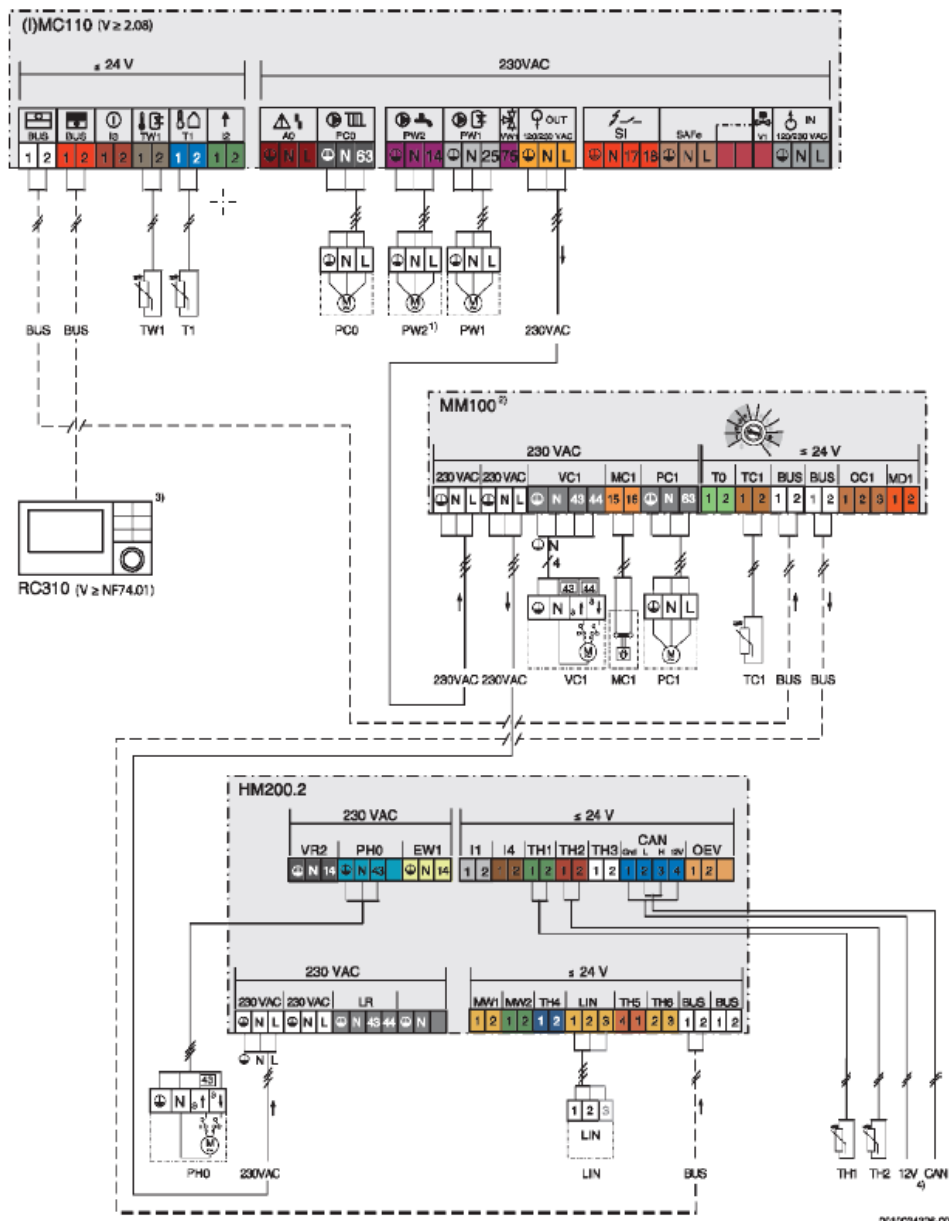 (I)MC110 (V ≥ 2.08)
≤ 24 V 230VAC
BUS BUS I3 TW1 T1 I2 A0 PC0 PW2 PW1 VW1 OUT 120/230 VAC SI SAFe V1 IN 120/230 VAC
1 2 1 2 1 2 1 2 1 2 1 2 N L N 63 N 14 N 25 75 N L N 17 18 N L N L
N L N L N L
M M M
BUS BUS TW1 T1 PC0 PW2 1) PW1 230VAC
MM100 2)
230 VAC ≤ 24 V
230 VAC 230 VAC VC1 MC1 PC1 T0 TC1 BUS BUS OC1 MD1
N L N L N 43 44 15 16 N 63 1 2 1 2 1 2 1 2 1 2 3 1 2
3)
RC310 (V ≥ NF74.01)
N
4
43 44
N
N L
M
M
230VAC 230VAC VC1 MC1 PC1 TC1 BUS BUS
HM200.2
230 VAC ≤ 24 V
VR2 PH0 EW1 I1 I4 TH1 TH2 TH3 CAN OEV
Gnd L H 12V
N 14 N 43 N 14 1 2 1 2 1 2 1 2 1 2 1 2 3 4 1 2
230 VAC ≤ 24 V
230 VAC 230 VAC LR MW1 MW2 TH4 LIN TH5 TH6 BUS BUS
N L N L N 43 44 N 1 2 1 2 1 2 1 2 3 4 1 2 3 1 2 1 2
N L
43
N
M
1 2 3
LIN
PH0 230VAC LIN BUS TH1 TH2 12V CAN
4)